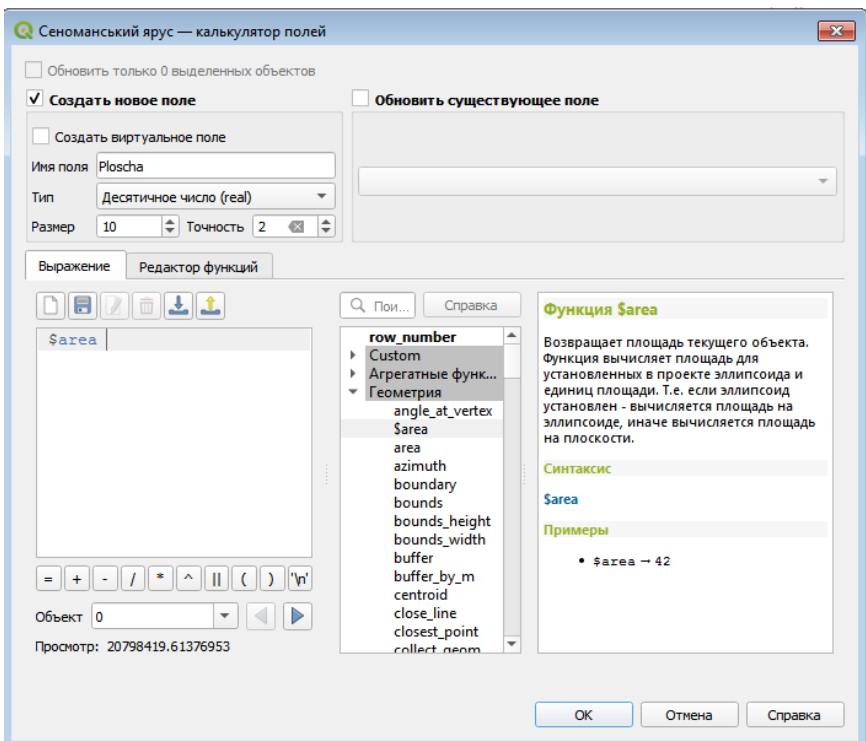 Сеноманський ярус — калькулятор полей
Обновить только 0 выделенных объектов
Создать новое поле
Обновить существующее поле
Создать виртуальное поле
Имя поля Ploscha
Тип Десятичное число (real)
Размер 10 Точность 2
Выражение Редактор функций
Пои... Справка
$area
row_number
Custom
Агрегатные функ...
Геометрия
angle_at_vertex
$area
area
azimuth
boundary
bounds
bounds_height
bounds_width
buffer
buffer_by_m
centroid
close_line
closest_point
collect_geom
Функция $area
Возвращает площадь текущего объекта.
Функция вычисляет площадь для
установленных в проекте эллипсоида и
единиц площади. Т.е. если эллипсоид
установлен - вычисляется площадь на
эллипсоиде, иначе вычисляется площадь
на плоскости.
Синтаксис
$area
Примеры
• $area → 42
= + - / * ^ || ( ) '\n'
Объект 0
Просмотр: 20798419.61376953
OK Отмена Справка